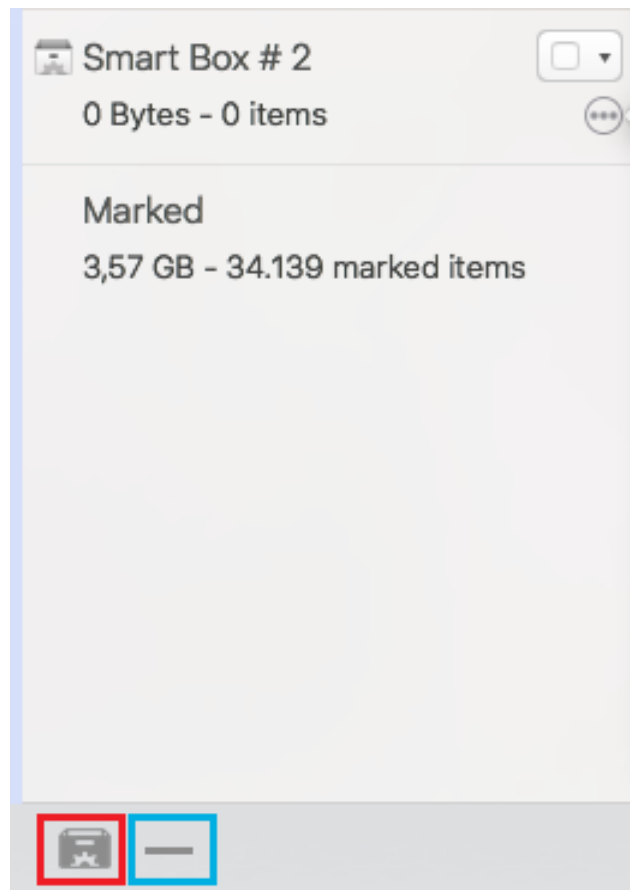 Smart Box # 2
0 Bytes - 0 items
Marked
3,57 GB - 34.139 marked items